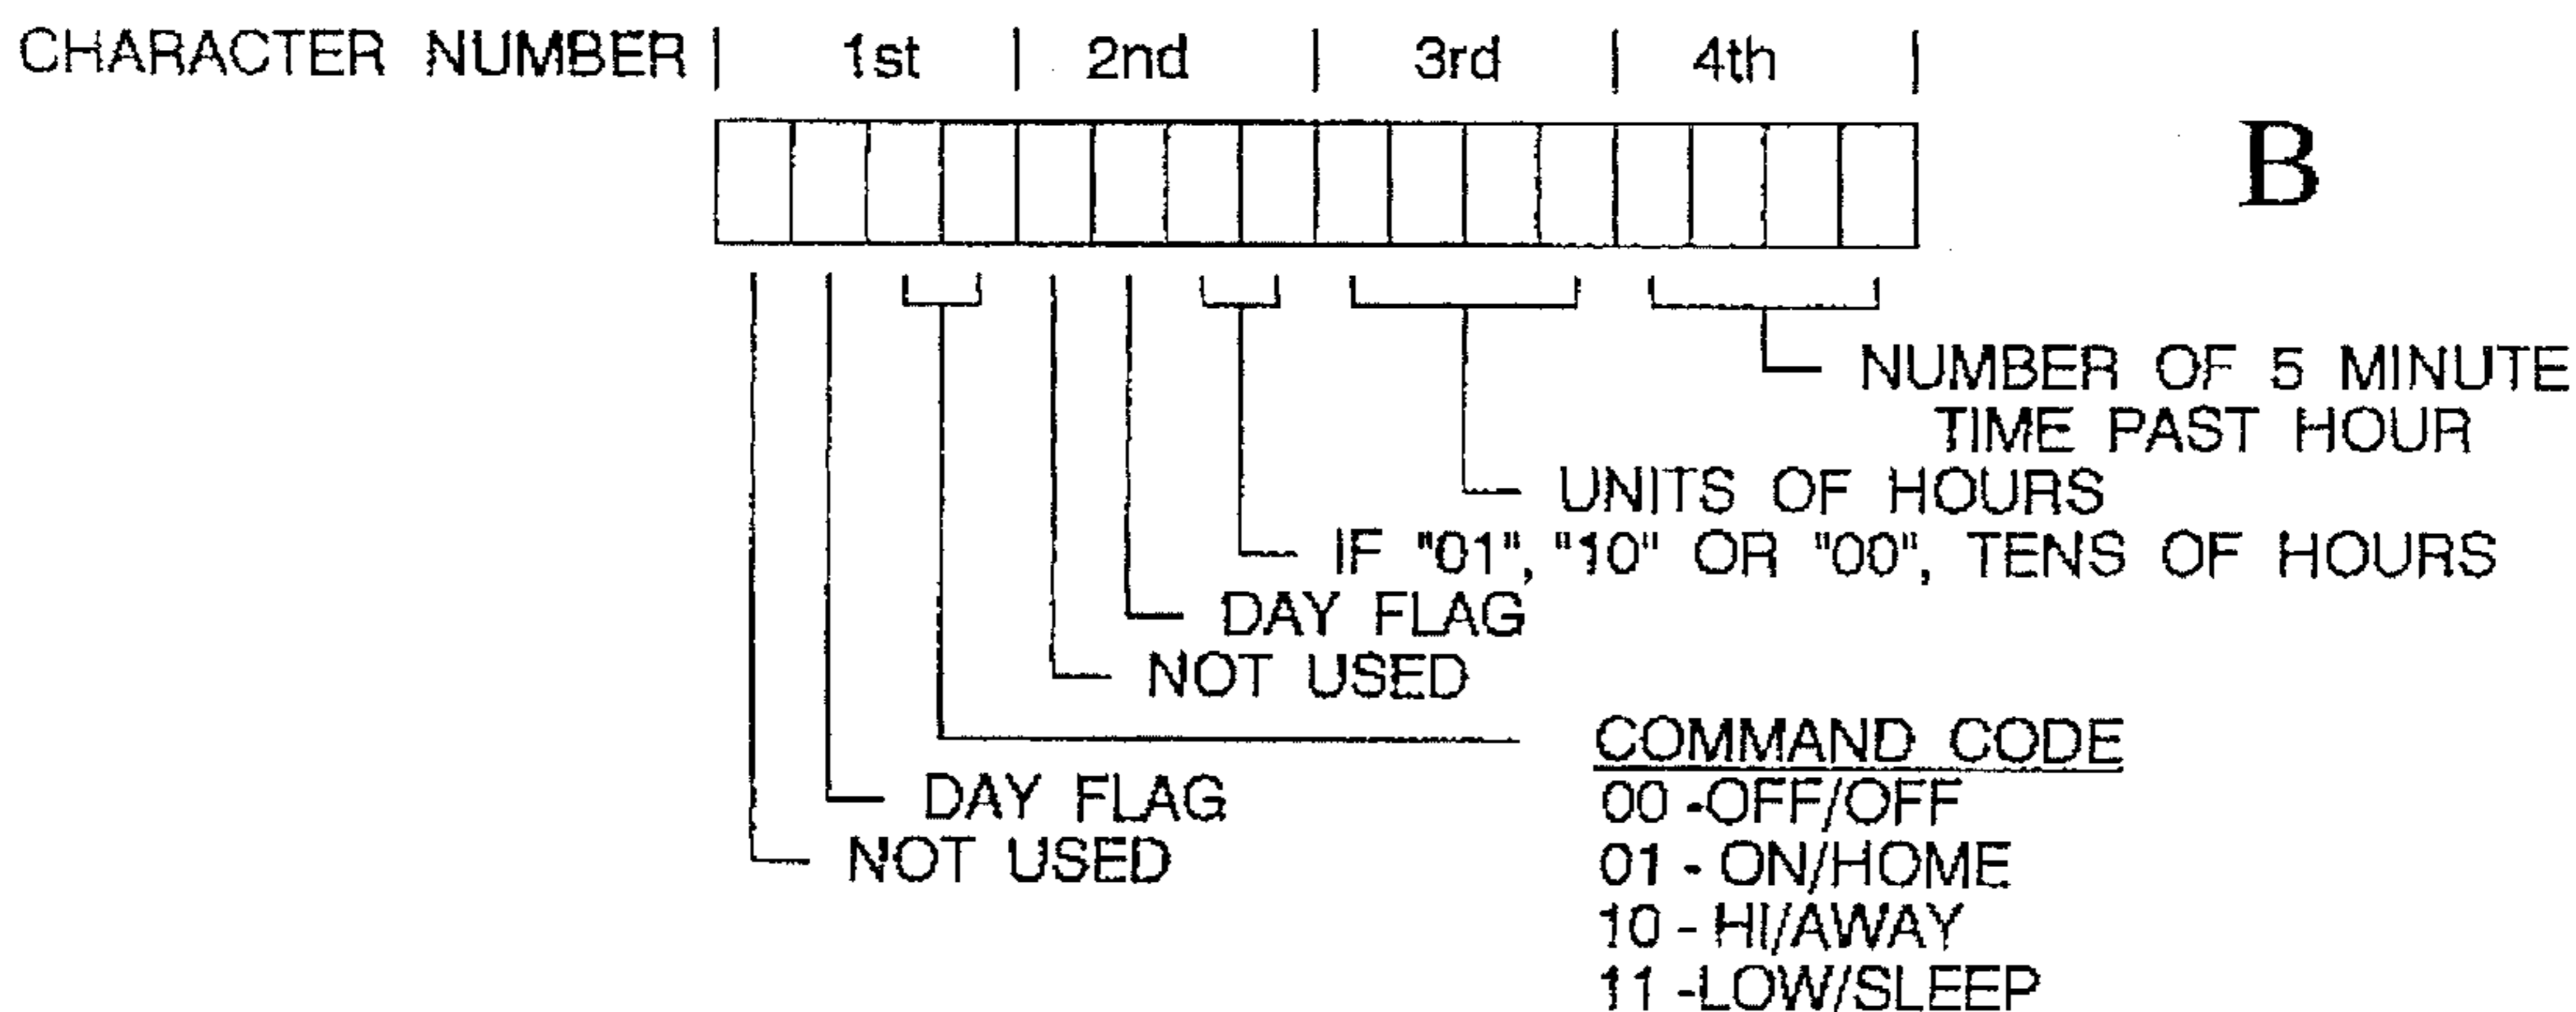 CHARACTER NUMBER | 1st | 2nd | 3rd | 4th |
B
NUMBER OF 5 MINUTE
TIME PAST HOUR
UNITS OF HOURS
IF "01", "10" OR "00", TENS OF HOURS
DAY FLAG
NOT USED
COMMAND CODE
DAY FLAG
00 -OFF/OFF
NOT USED
01 - ON/HOME
10 - HI/AWAY
11 -LOW/SLEEP